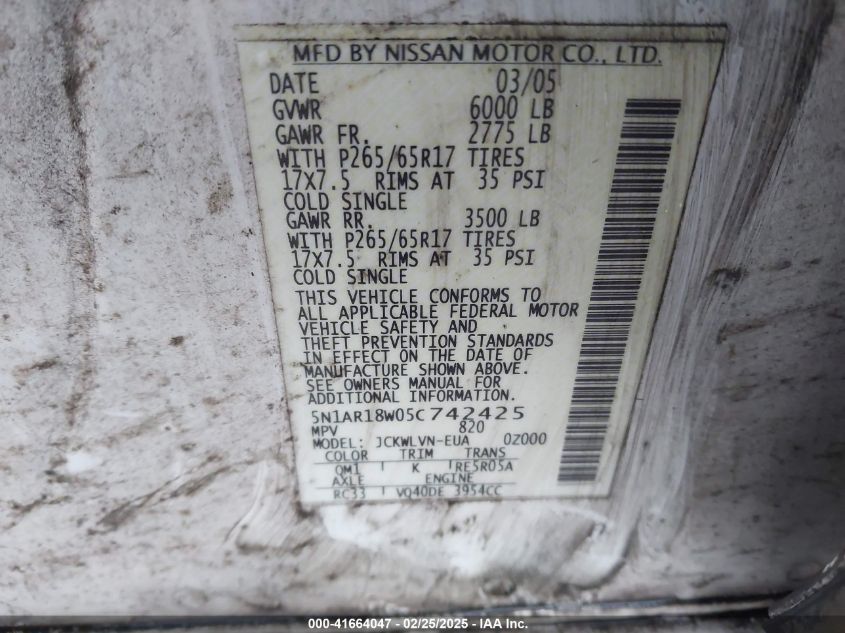 MFD BY NISSAN MOTOR CO., LTD.
DATE 03/05
GVWR 6000 LB
GAWR FR. 2775 LB
WITH P265/65R17 TIRES
17X7.5 RIMS AT 35 PSI
COLD SINGLE
GAWR RR. 3500 LB
WITH P265/65R17 TIRES
17X7.5 RIMS AT 35 PSI
COLD SINGLE
THIS VEHICLE CONFORMS TO
ALL APPLICABLE FEDERAL MOTOR
VEHICLE SAFETY AND
THEFT PREVENTION STANDARDS
IN EFFECT ON THE DATE OF
MANUFACTURE SHOWN ABOVE.
SEE OWNERS MANUAL FOR
ADDITIONAL INFORMATION.
5N1AR18W05C742425
MPV 820
MODEL: JCKWLVN-EUA 0Z000
COLOR TRIM TRANS
QM1 K RE5R05A
AXLE ENGINE
RC33 VQ40DE 3954CC
000-41664047 - 02/25/2025 - IAA Inc.